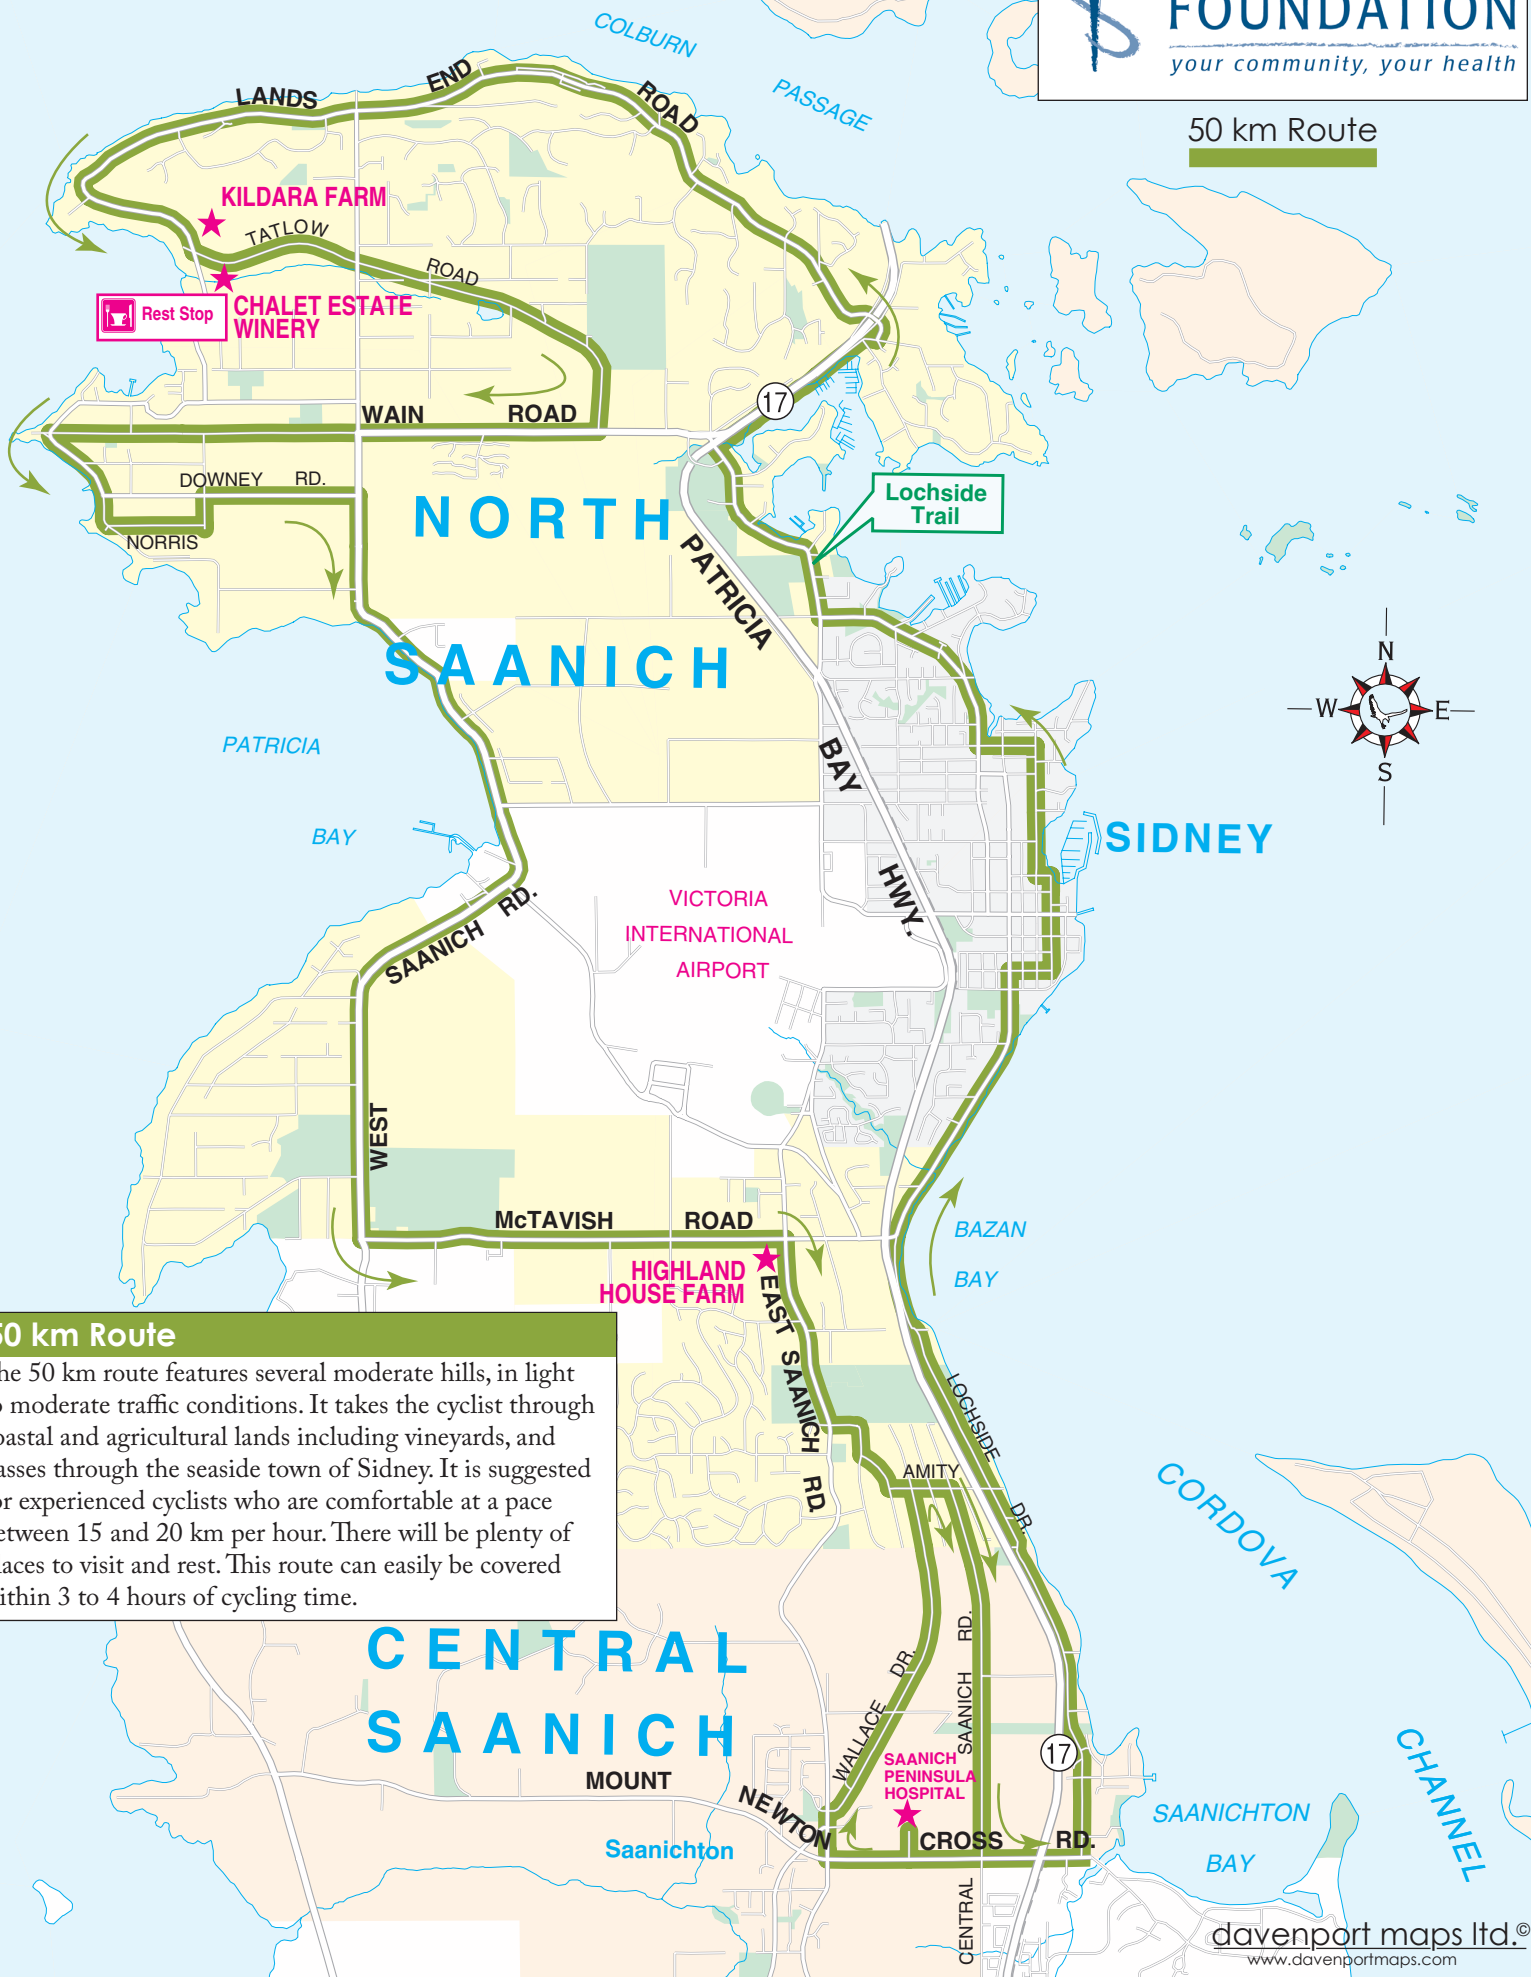 FOUNDATION
your community, your health
50 km Route
COLBURN
PASSAGE
LANDS
END
ROAD
KILDARA FARM
TATLOW
ROAD
Rest Stop
CHALET ESTATE
WINERY
17
WAIN
ROAD
DOWNEY
RD.
NORRIS
Lochside
Trail
NORTH
SAANICH
PATRICIA
BAY
HWY.
N
W
E
S
PATRICIA
BAY
SIDNEY
VICTORIA
INTERNATIONAL
AIRPORT
SAANICH
RD.
WEST
McTAVISH
ROAD
BAZAN
BAY
HIGHLAND
HOUSE FARM
EAST
SAANICH
RD.
50 km Route
he 50 km route features several moderate hills, in light
o moderate traffic conditions. It takes the cyclist through
oastal and agricultural lands including vineyards, and
asses through the seaside town of Sidney. It is suggested
or experienced cyclists who are comfortable at a pace
etween 15 and 20 km per hour. There will be plenty of
laces to visit and rest. This route can easily be covered
ithin 3 to 4 hours of cycling time.
LOCHSIDE
DR.
AMITY
CORDOVA
CHANNEL
CENTRAL
SAANICH
WALLACE
DR.
SAANICH
RD.
CENTRAL
17
SAANICH
PENINSULA
HOSPITAL
MOUNT
NEWTON
CROSS
RD.
Saanichton
SAANICHTON
BAY
davenport maps ltd.©
www.davenportmaps.com